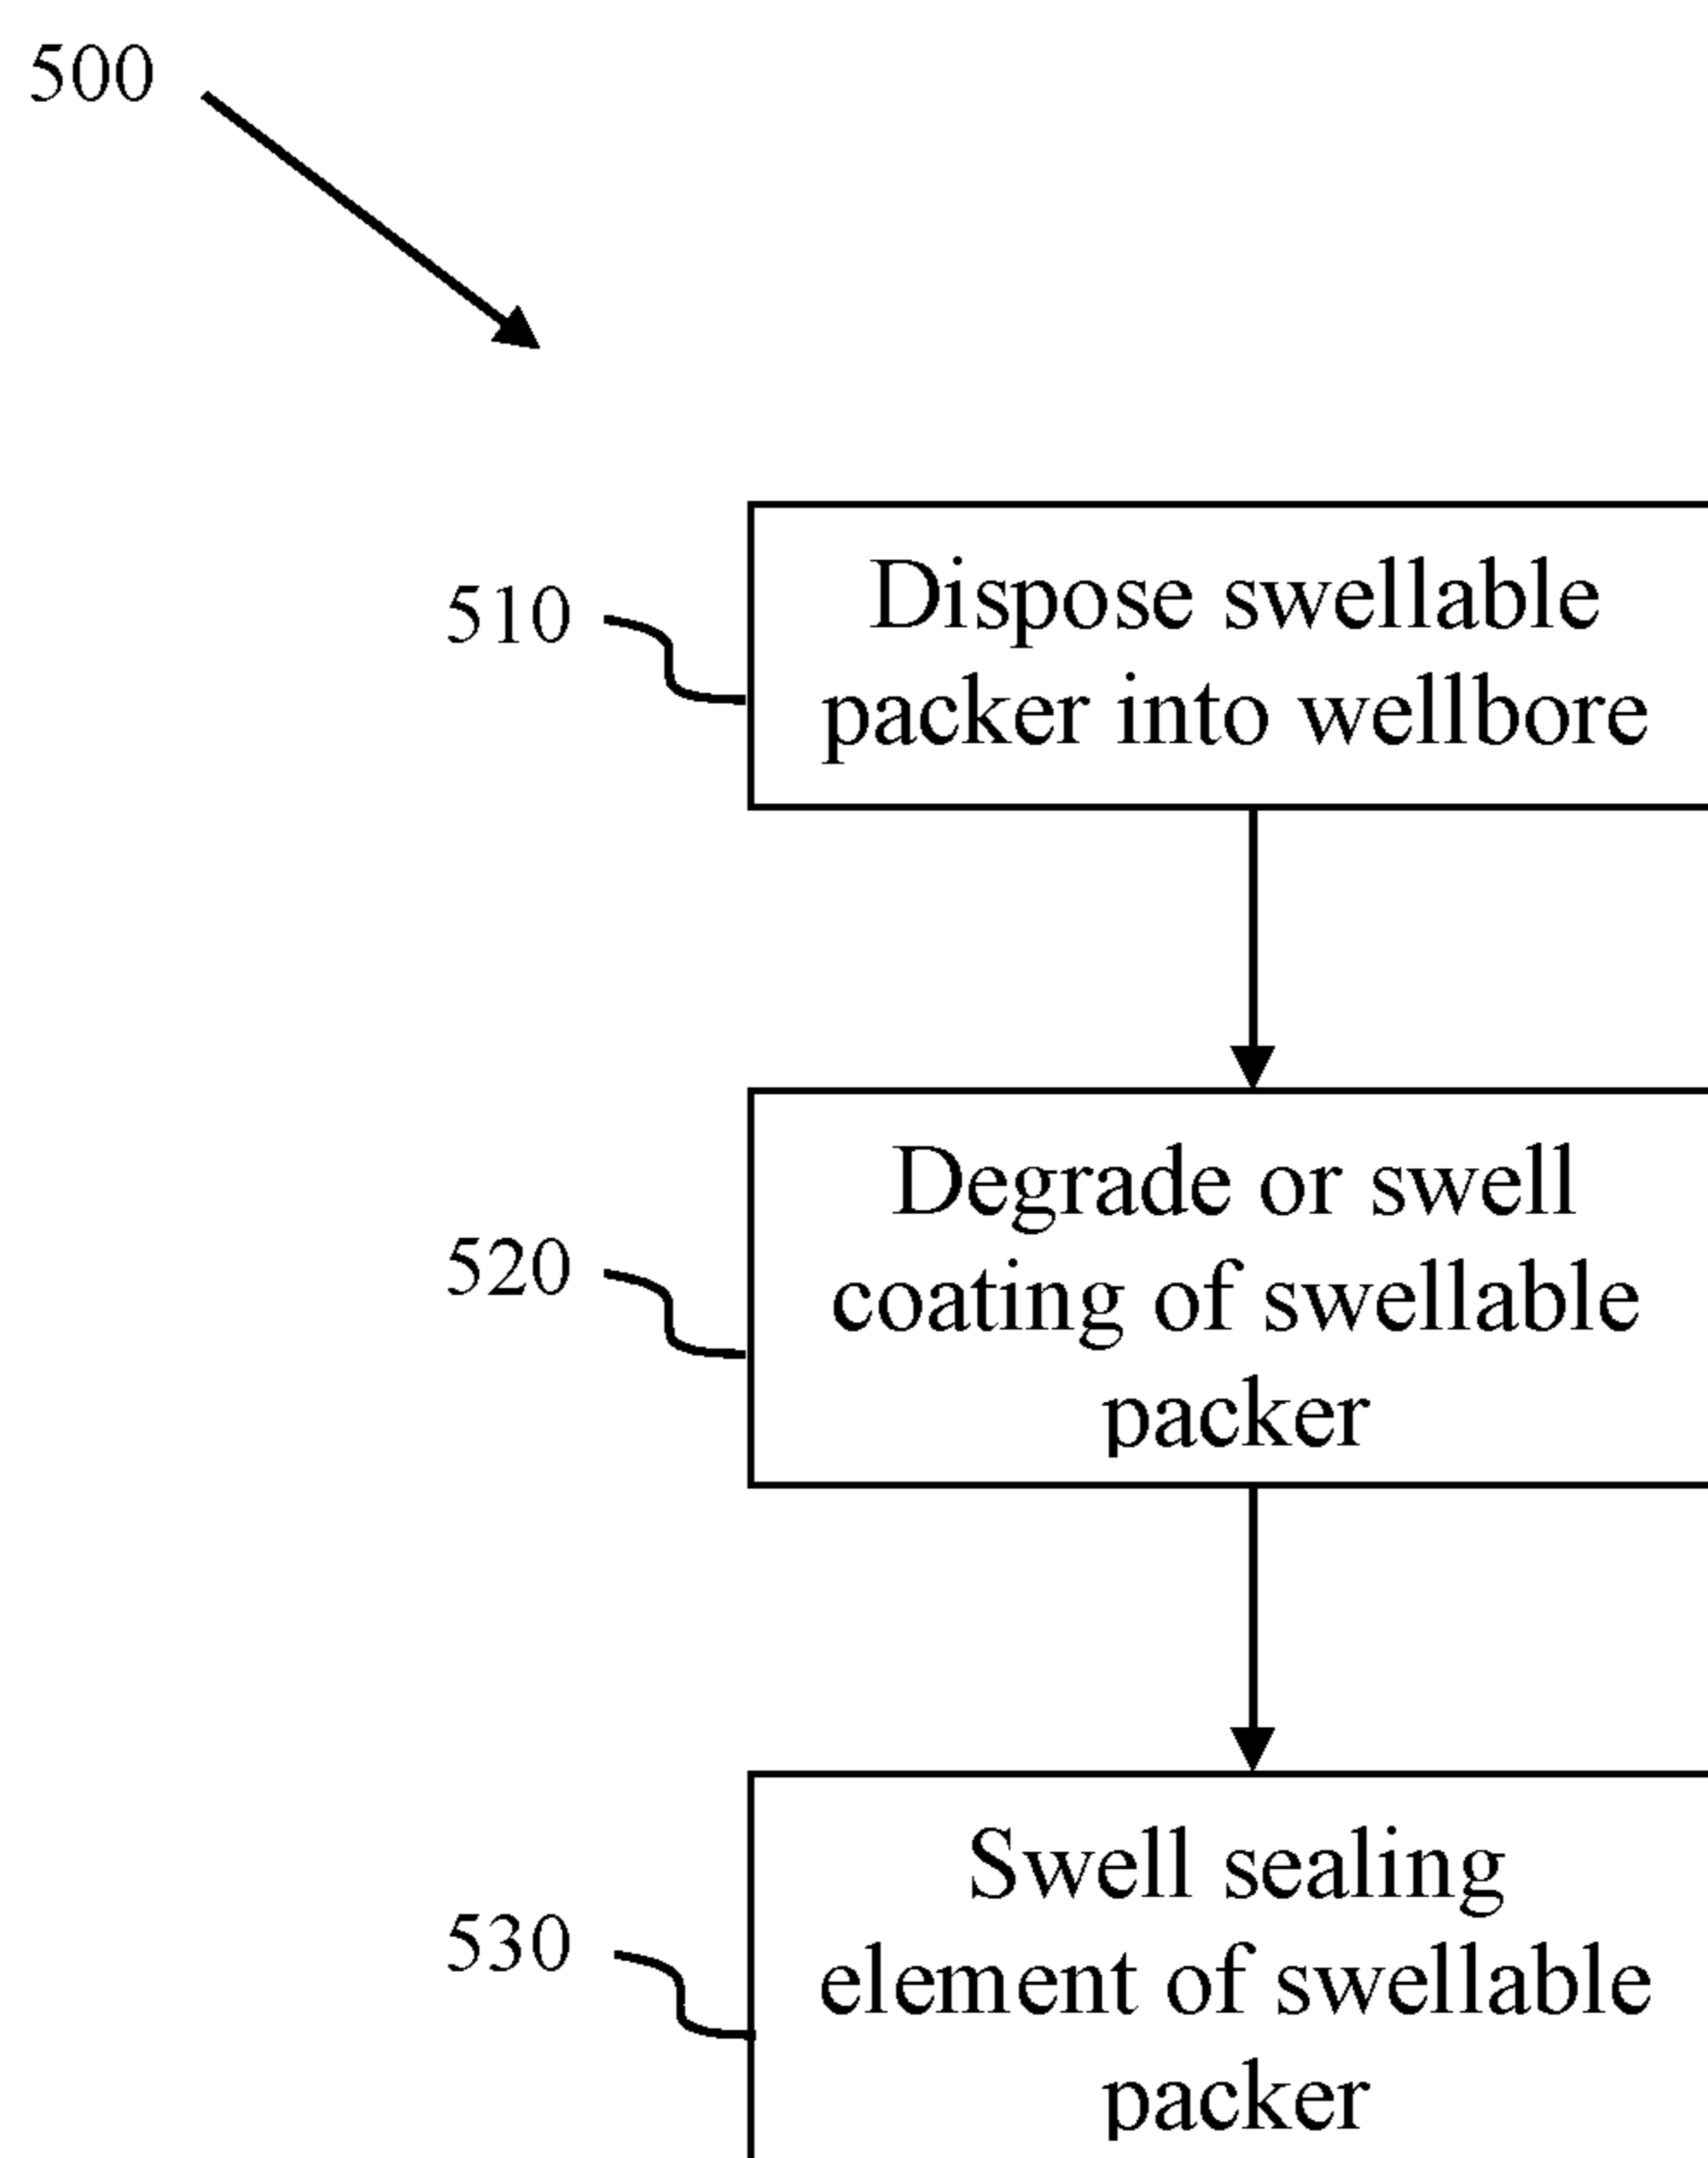 500
510
Dispose swellable
packer into wellbore
520
Degrade or swell
coating of swellable
packer
530
Swell sealing
element of swellable
packer